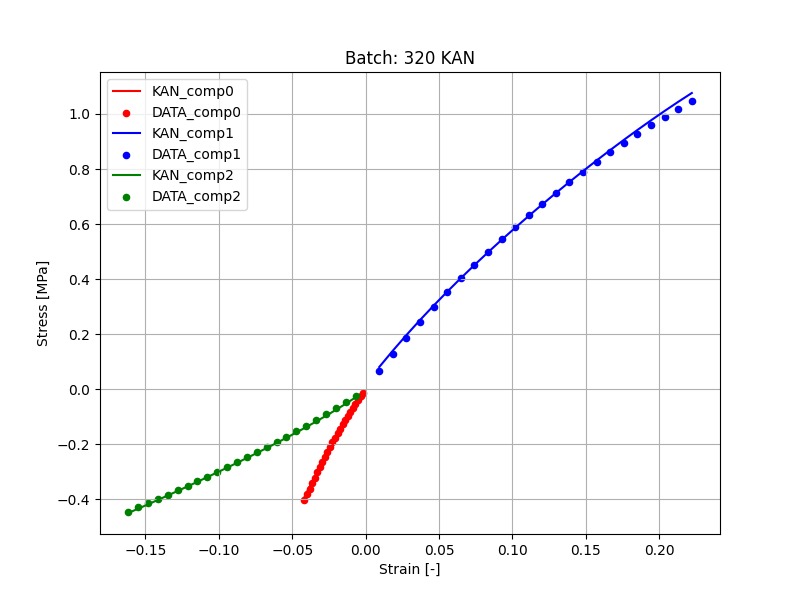 Batch: 320 KAN
KAN_comp0
DATA_comp0
KAN_comp1
DATA_comp1
KAN_comp2
DATA_comp2
1.0
0.8
0.6
0.4
0.2
0.0
−0.2
−0.4
Stress [MPa]
−0.15 −0.10 −0.05 0.00 0.05 0.10 0.15 0.20
Strain [-]